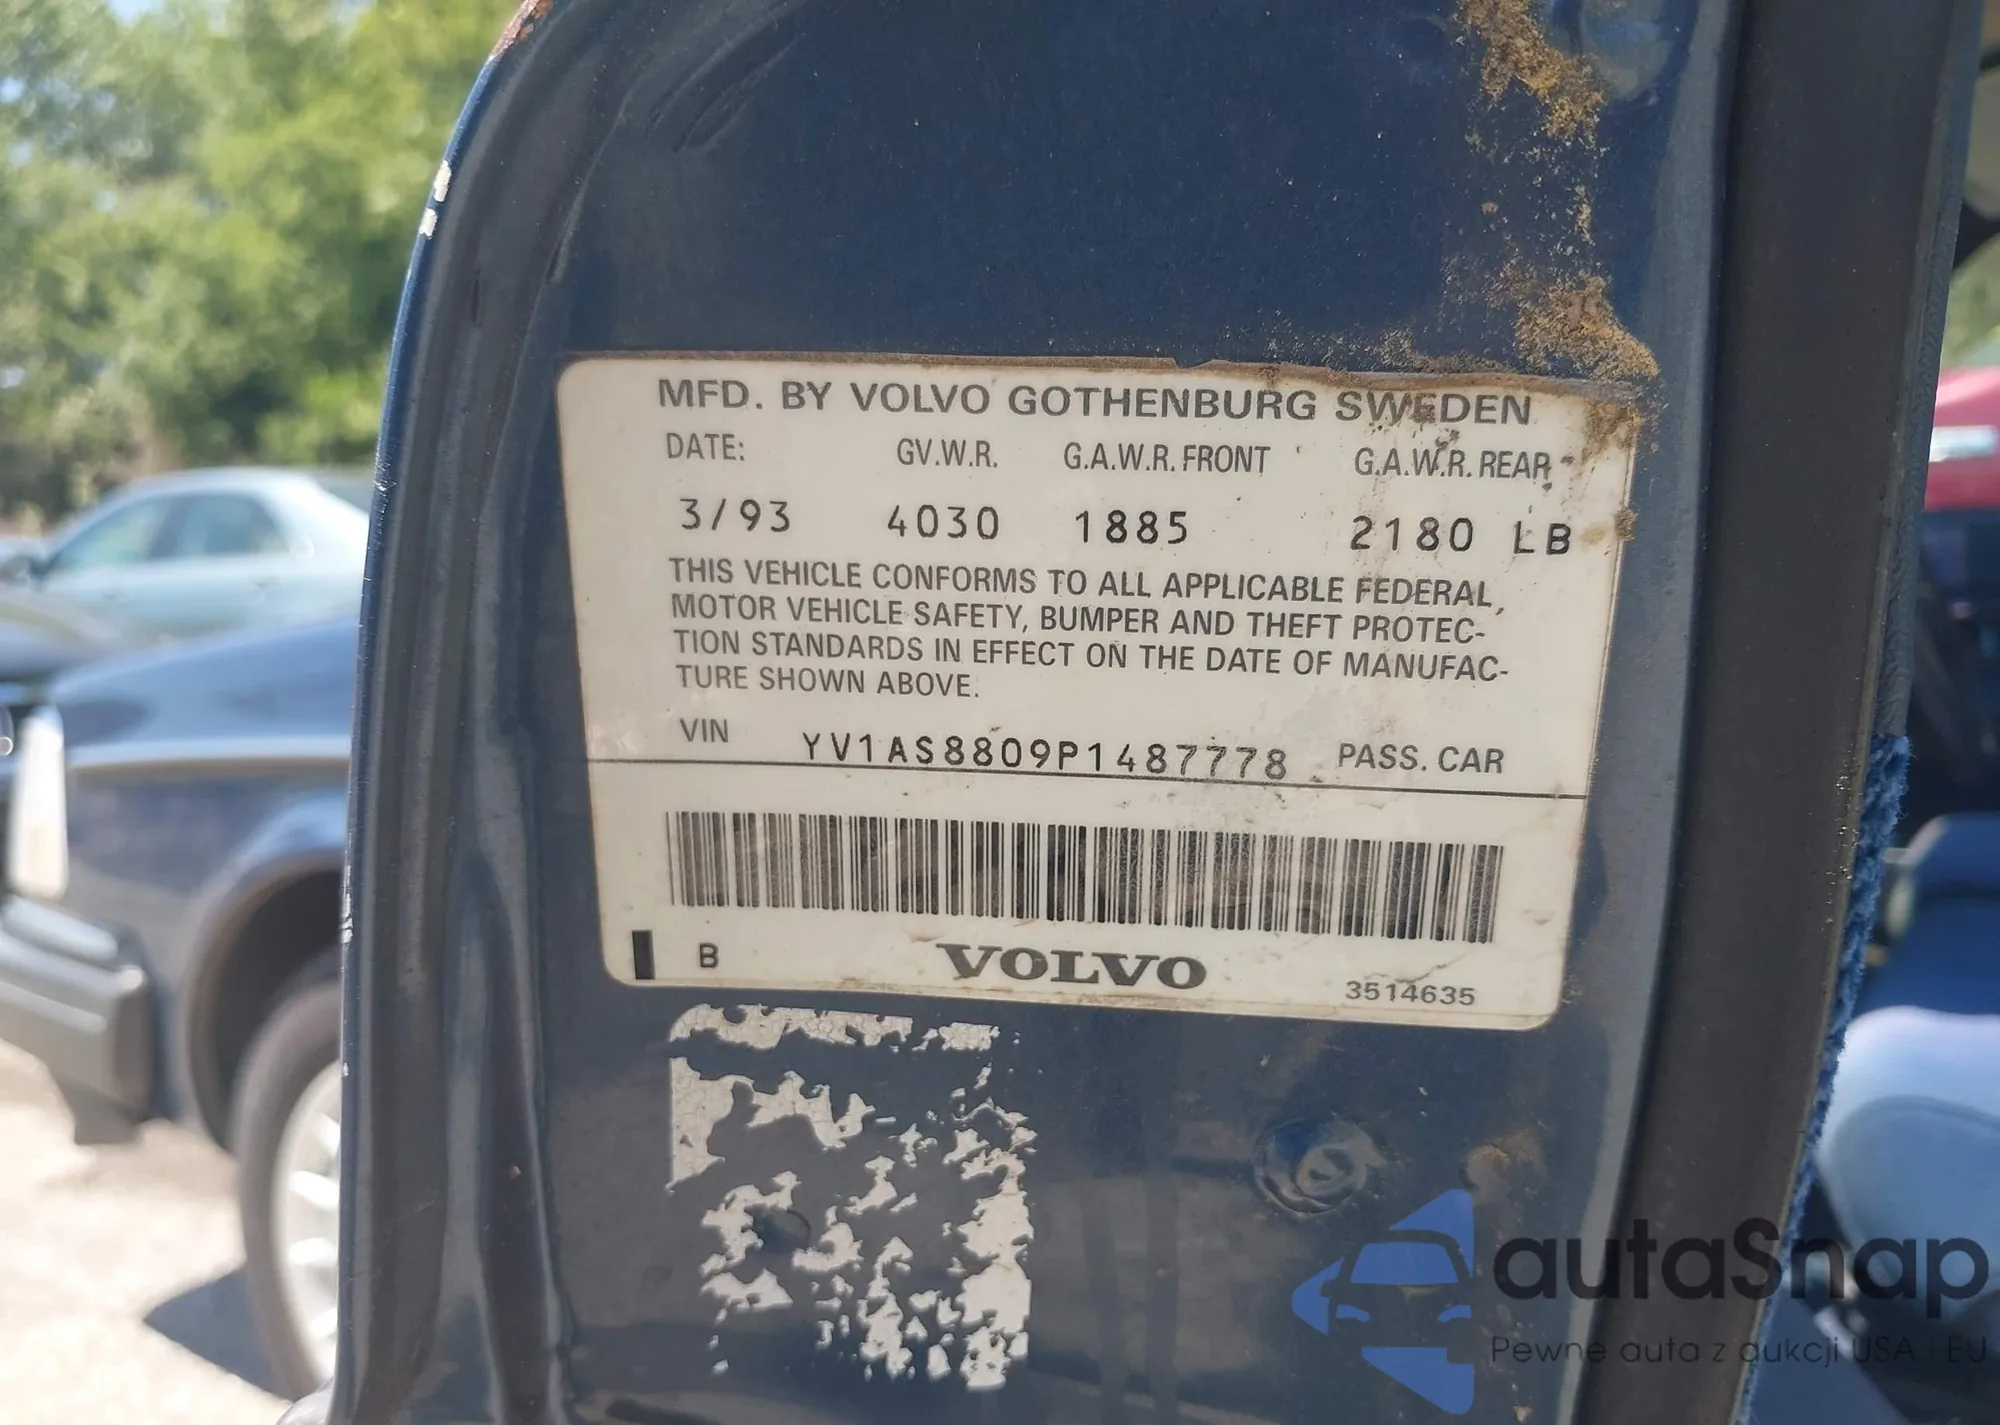 MFD. BY VOLVO GOTHENBURG SWEDEN
DATE: GV.W.R. G.A.W.R. FRONT G.A.W.R. REAR
3/93 4030 1885 2180 LB
THIS VEHICLE CONFORMS TO ALL APPLICABLE FEDERAL,
MOTOR VEHICLE SAFETY, BUMPER AND THEFT PROTEC-
TION STANDARDS IN EFFECT ON THE DATE OF MANUFAC-
TURE SHOWN ABOVE.
VIN YV1AS8809P1487778 PASS. CAR
B VOLVO 3514635
autaSnap
Pewne auta z aukcji USA i EU